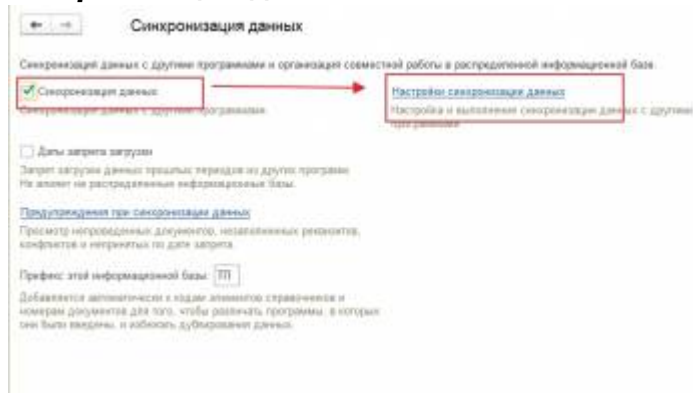 Синхронизация данных
Синхронизация данных с другими программами и организация совместной работы в распределенной информационной базе.
Синхронизация данных
Настройки синхронизации данных
Синхронизация данных с другими программами.
Настройка и выполнение синхронизации данных с другими
программами
Даты запрета загрузки
Запрет загрузки данных прошлых периодов из других программ.
Не влияет на распределенные информационные базы.
Предупреждения при синхронизации данных
Просмотр непроведенных документов, незаполненных реквизитов,
конфликтов и непринятых по дате запрета.
Префикс этой информационной базы: ТП
Добавляется автоматически к кодам элементов справочников и
номерам документов для того, чтобы различать программы, в которых
они были введены, и избежать дублирования данных.